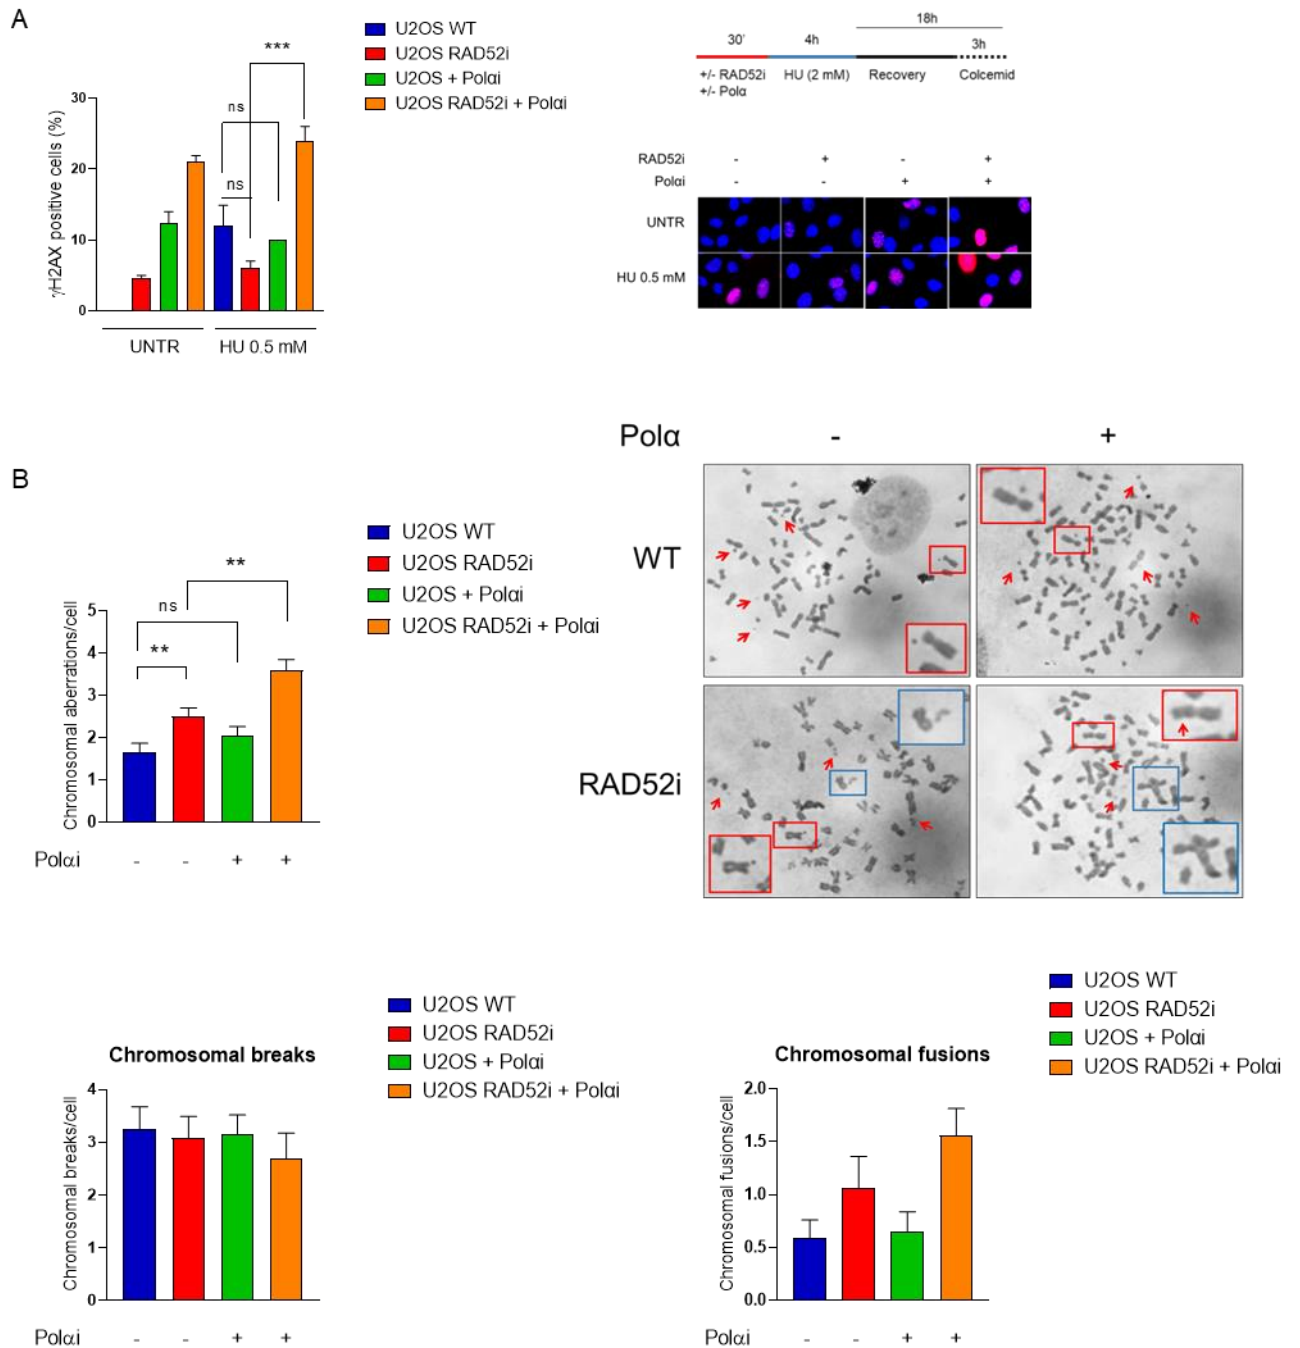 A
U2OS WT
U2OS RAD52i
U2OS + Polαi
U2OS RAD52i + Polαi
***
ns
ns
γH2AX positive cells (%)
30
20
10
0
UNTR
HU 0.5 mM
18h
30'
4h
3h
+/- RAD52i
+/- Polα
HU (2 mM)
Recovery
Colcemid
RAD52i - + - +
Polαi - - + +
UNTR
HU 0.5 mM
B
U2OS WT
U2OS RAD52i
U2OS + Polαi
U2OS RAD52i + Polαi
**
ns
**
Chromosomal aberrations/cell
5
4
3
2
1
0
Polαi - - + +
Polα - +
WT
RAD52i
U2OS WT
U2OS RAD52i
U2OS + Polαi
U2OS RAD52i + Polαi
Chromosomal breaks
Chromosomal breaks/cell
4
3
2
1
0
Polαi - - + +
U2OS WT
U2OS RAD52i
U2OS + Polαi
U2OS RAD52i + Polαi
Chromosomal fusions
Chromosomal fusions/cell
2.0
1.5
1.0
0.5
0.0
Polαi - - + +